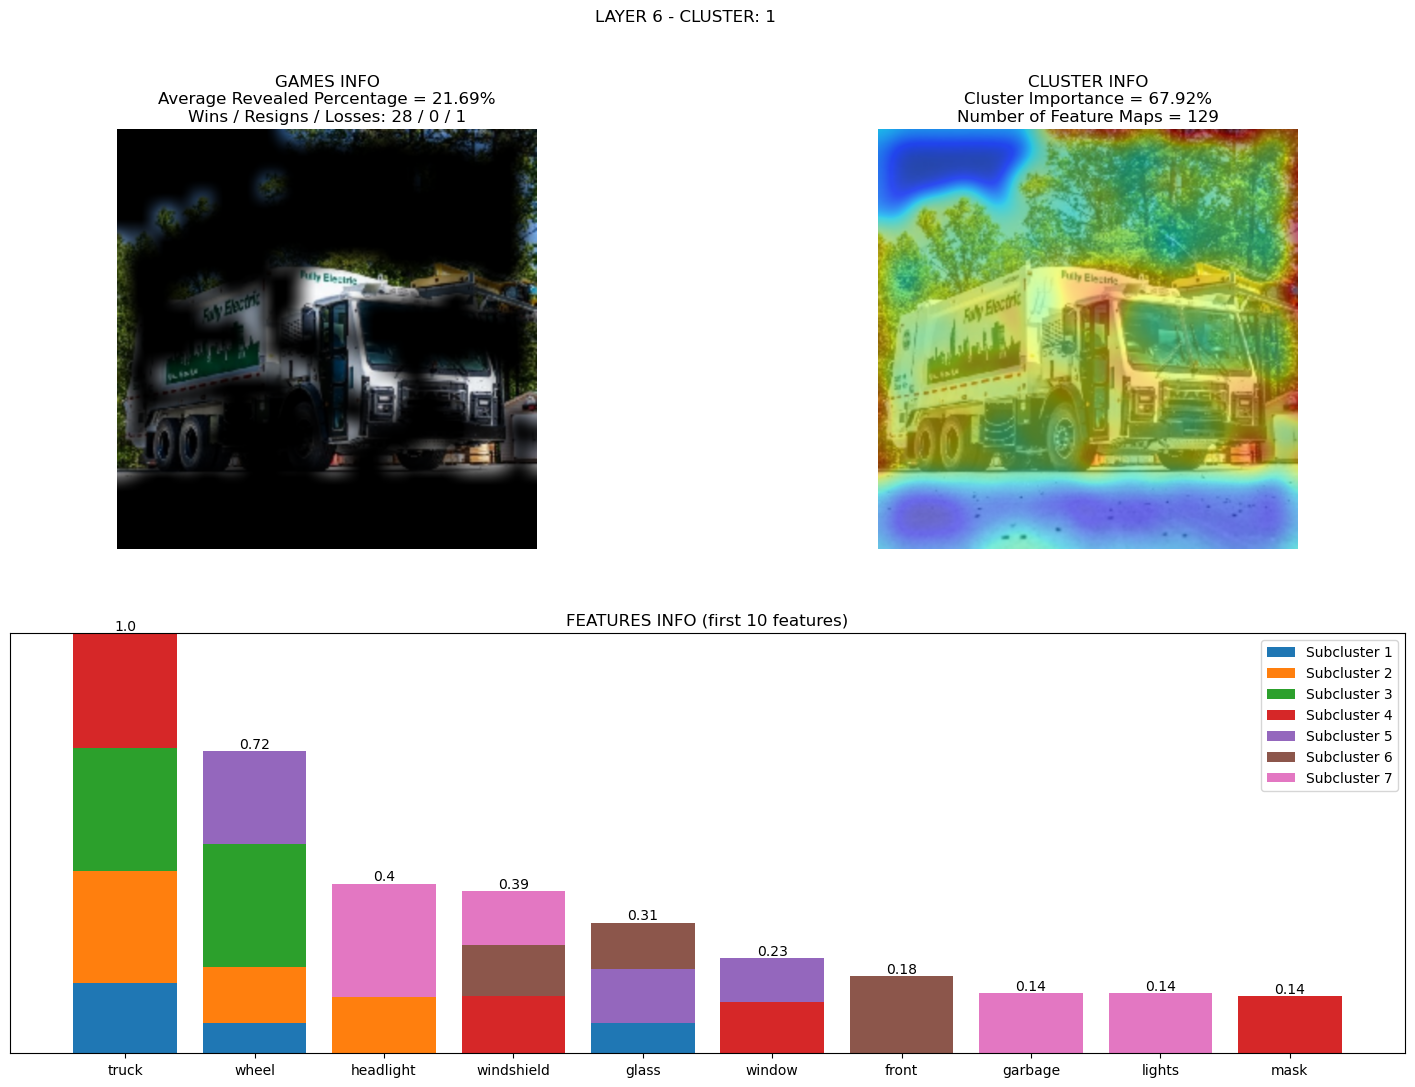 LAYER 6 - CLUSTER: 1
GAMES INFO
Average Revealed Percentage = 21.69%
Wins / Resigns / Losses: 28 / 0 / 1
CLUSTER INFO
Cluster Importance = 67.92%
Number of Feature Maps = 129
Fully Electric
Fully Electric
Fully Electric
Fully Electric
FEATURES INFO (first 10 features)
1.0
0.72
0.4
0.39
0.31
0.23
0.18
0.14
0.14
0.14
Subcluster 1
Subcluster 2
Subcluster 3
Subcluster 4
Subcluster 5
Subcluster 6
Subcluster 7
truck
wheel
headlight
windshield
glass
window
front
garbage
lights
mask